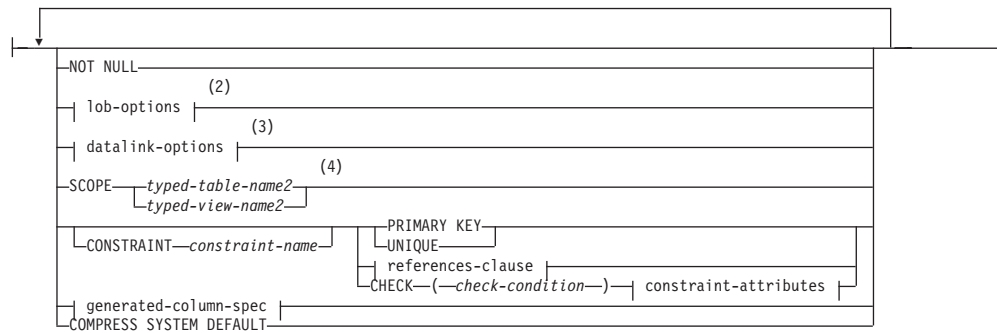 NOT NULL
(2)
lob-options
(3)
datalink-options
(4)
SCOPE typed-table-name2
typed-view-name2
PRIMARY KEY
CONSTRAINT constraint-name UNIQUE
references-clause
CHECK ( check-condition ) constraint-attributes
generated-column-spec
COMPRESS SYSTEM DEFAULT